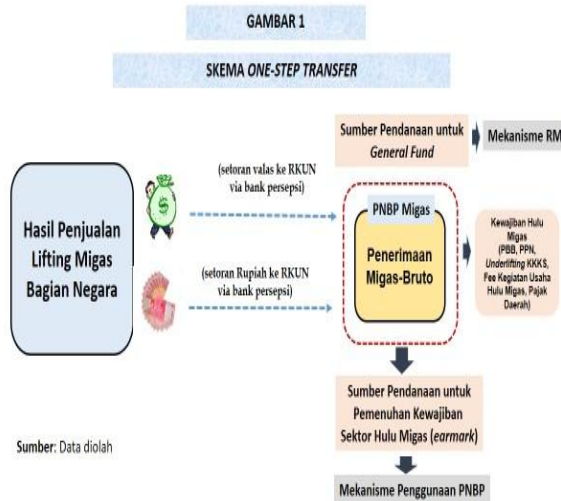 GAMBAR 1
SKEMA ONE-STEP TRANSFER
Sumber Pendanaan untuk
General Fund
Mekanisme RM
(setoran valas ke RKUN
via bank persepsi)
Hasil Penjualan
Lifting Migas
Bagian Negara
PNBP Migas
Penerimaan
Migas-Bruto
Kewajiban Hulu
Migas
(PBB, PPN,
Underlifting KKKS,
Fee Kegiatan Usaha
Hulu Migas, Pajak
Daerah)
(setoran Rupiah ke RKUN
via bank persepsi)
Sumber Pendanaan untuk
Pemenuhan Kewajiban
Sektor Hulu Migas (earmark)
Sumber: Data diolah
Mekanisme Penggunaan PNBP